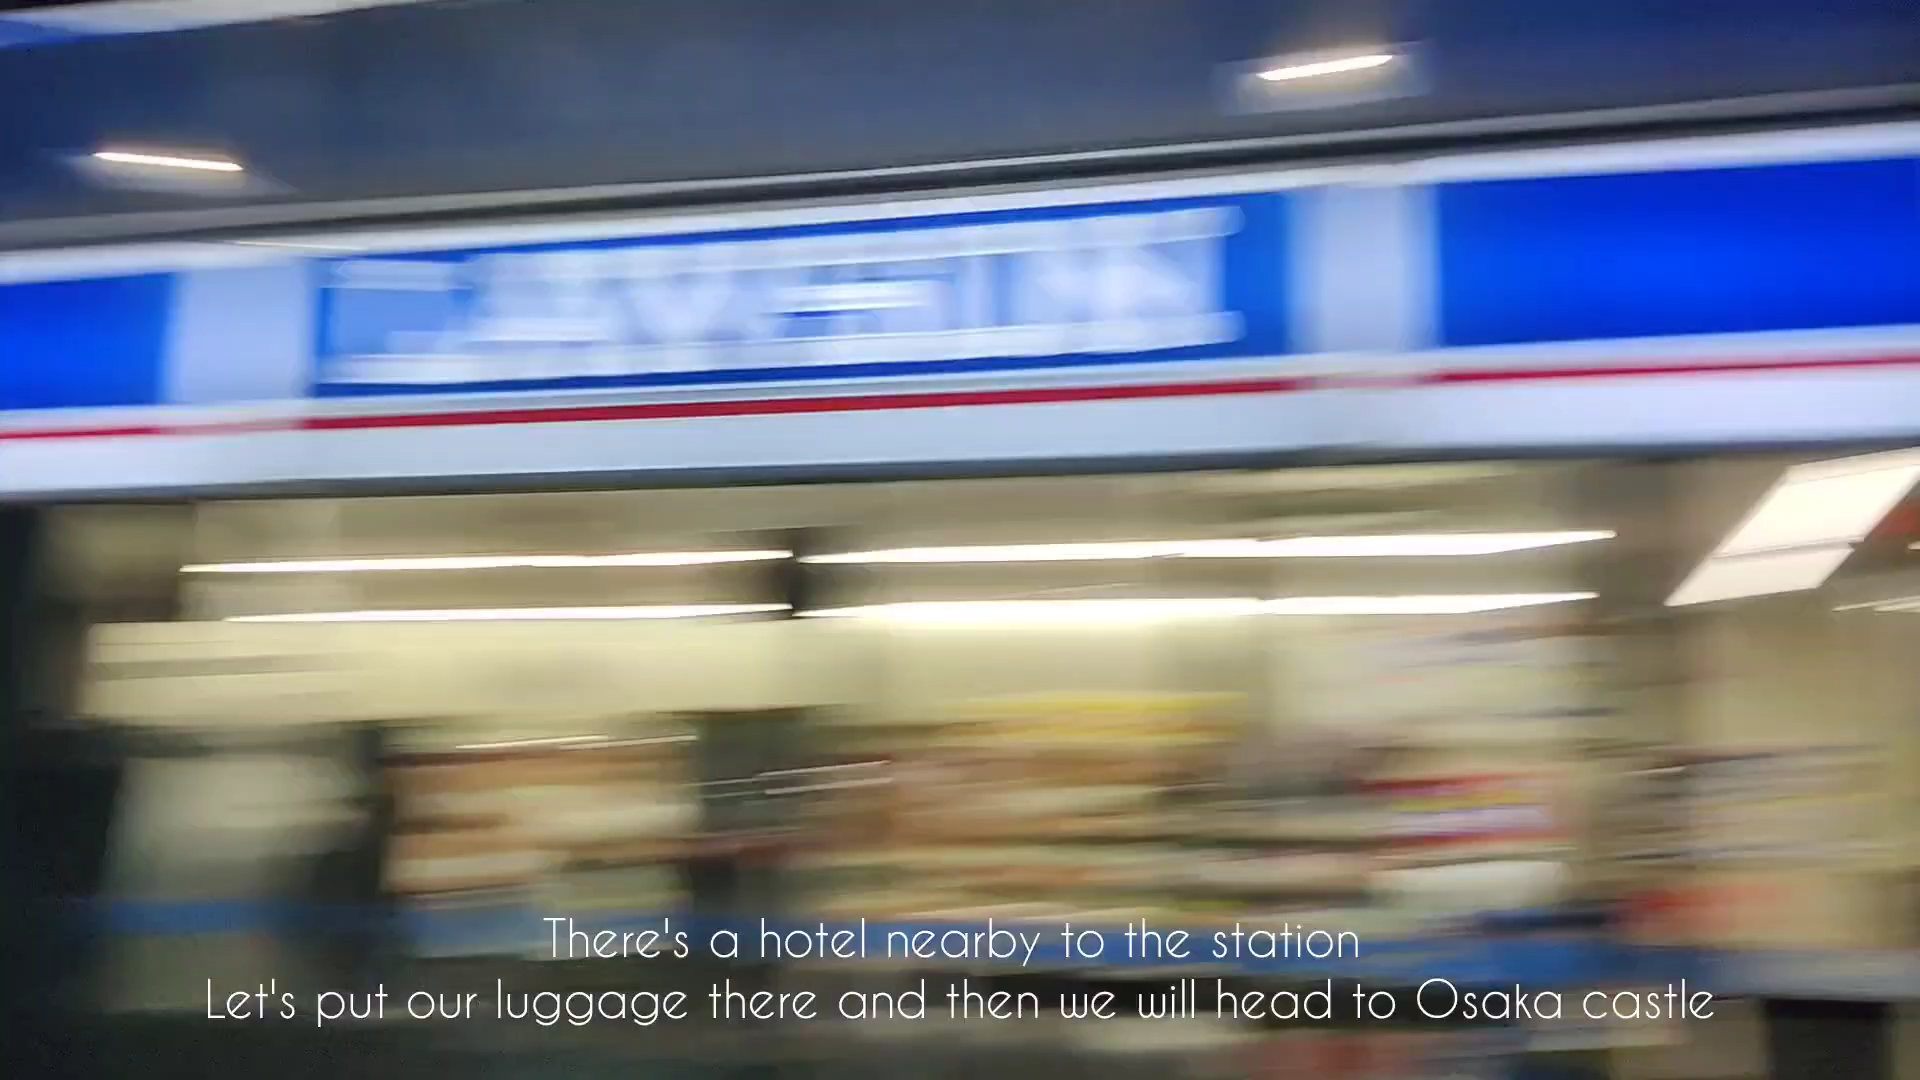 There's a hotel nearby to the station
Let's put our luggage there and then we will head to Osaka castle